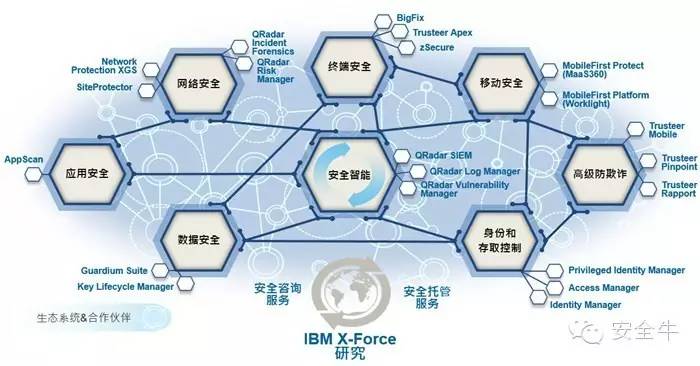 BigFix
Trusteer Apex
zSecure
终端安全
QRadar
Incident
Forensics
QRadar
Risk
Manager
Network
Protection XGS
SiteProtector
网络安全
移动安全
MobileFirst Protect
(MaaS360)
MobileFirst Platform
(Worklight)
AppScan
应用安全
安全智能
QRadar SIEM
QRadar Log Manager
QRadar Vulnerability
Manager
高级防欺诈
Trusteer
Mobile
Trusteer
Pinpoint
Trusteer
Rapport
数据安全
Guardium Suite
Key Lifecycle Manager
身份和
存取控制
Privileged Identity Manager
Access Manager
Identity Manager
安全咨询
服务
安全托管
服务
生态系统&合作伙伴
IBM X-Force
研究
安全牛